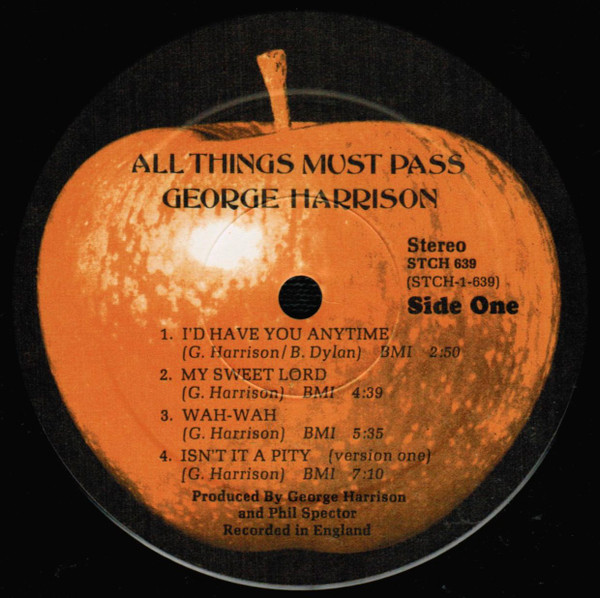 ALL THINGS MUST PASS
GEORGE HARRISON
Stereo
STCH 639
(STCH-1-639)
Side One
1. I'D HAVE YOU ANYTIME
(G. Harrison/B. Dylan) BMI 2:50
2. MY SWEET LORD
(G. Harrison) BMI 4:39
3. WAH-WAH
(G. Harrison) BMI 5:35
4. ISN'T IT A PITY (version one)
(G. Harrison) BMI 7:10
Produced By George Harrison
and Phil Spector
Recorded in England